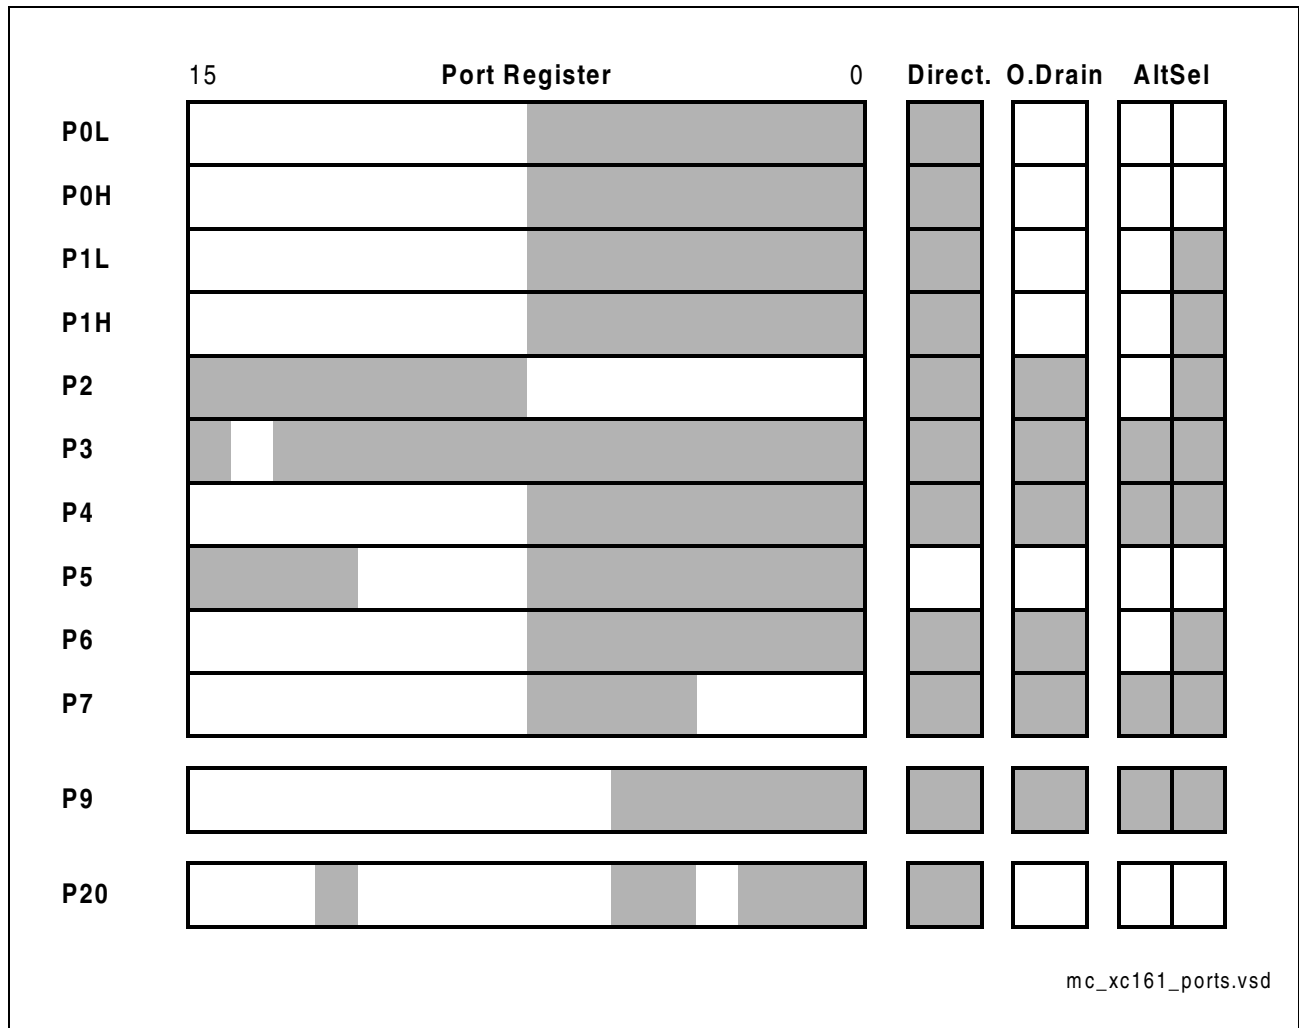 15 Port Register 0 Direct. O.Drain AltSel
P0L
P0H
P1L
P1H
P2
P3
P4
P5
P6
P7
P9
P20
mc_xc161_ports.vsd